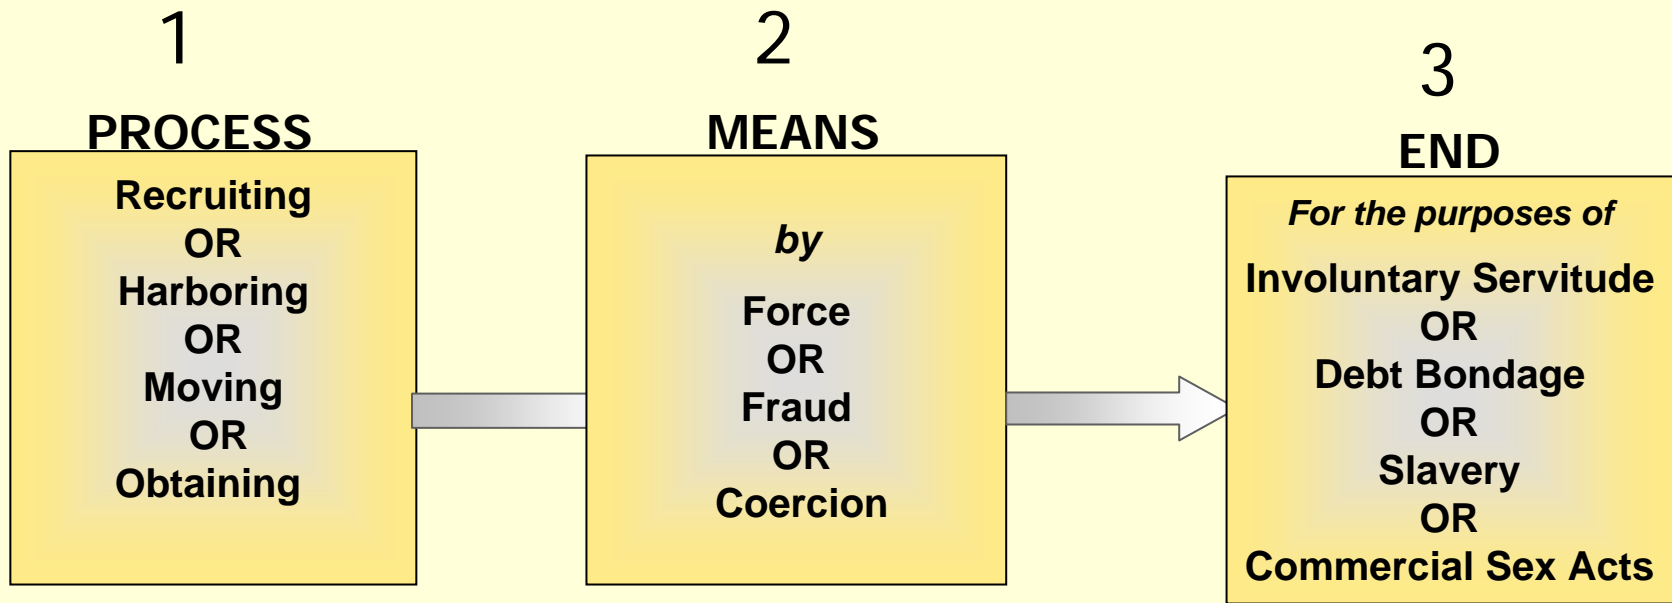 1
PROCESS
Recruiting
OR
Harboring
OR
Moving
OR
Obtaining
2
MEANS
by
Force
OR
Fraud
OR
Coercion
3
END
For the purposes of
Involuntary Servitude
OR
Debt Bondage
OR
Slavery
OR
Commercial Sex Acts